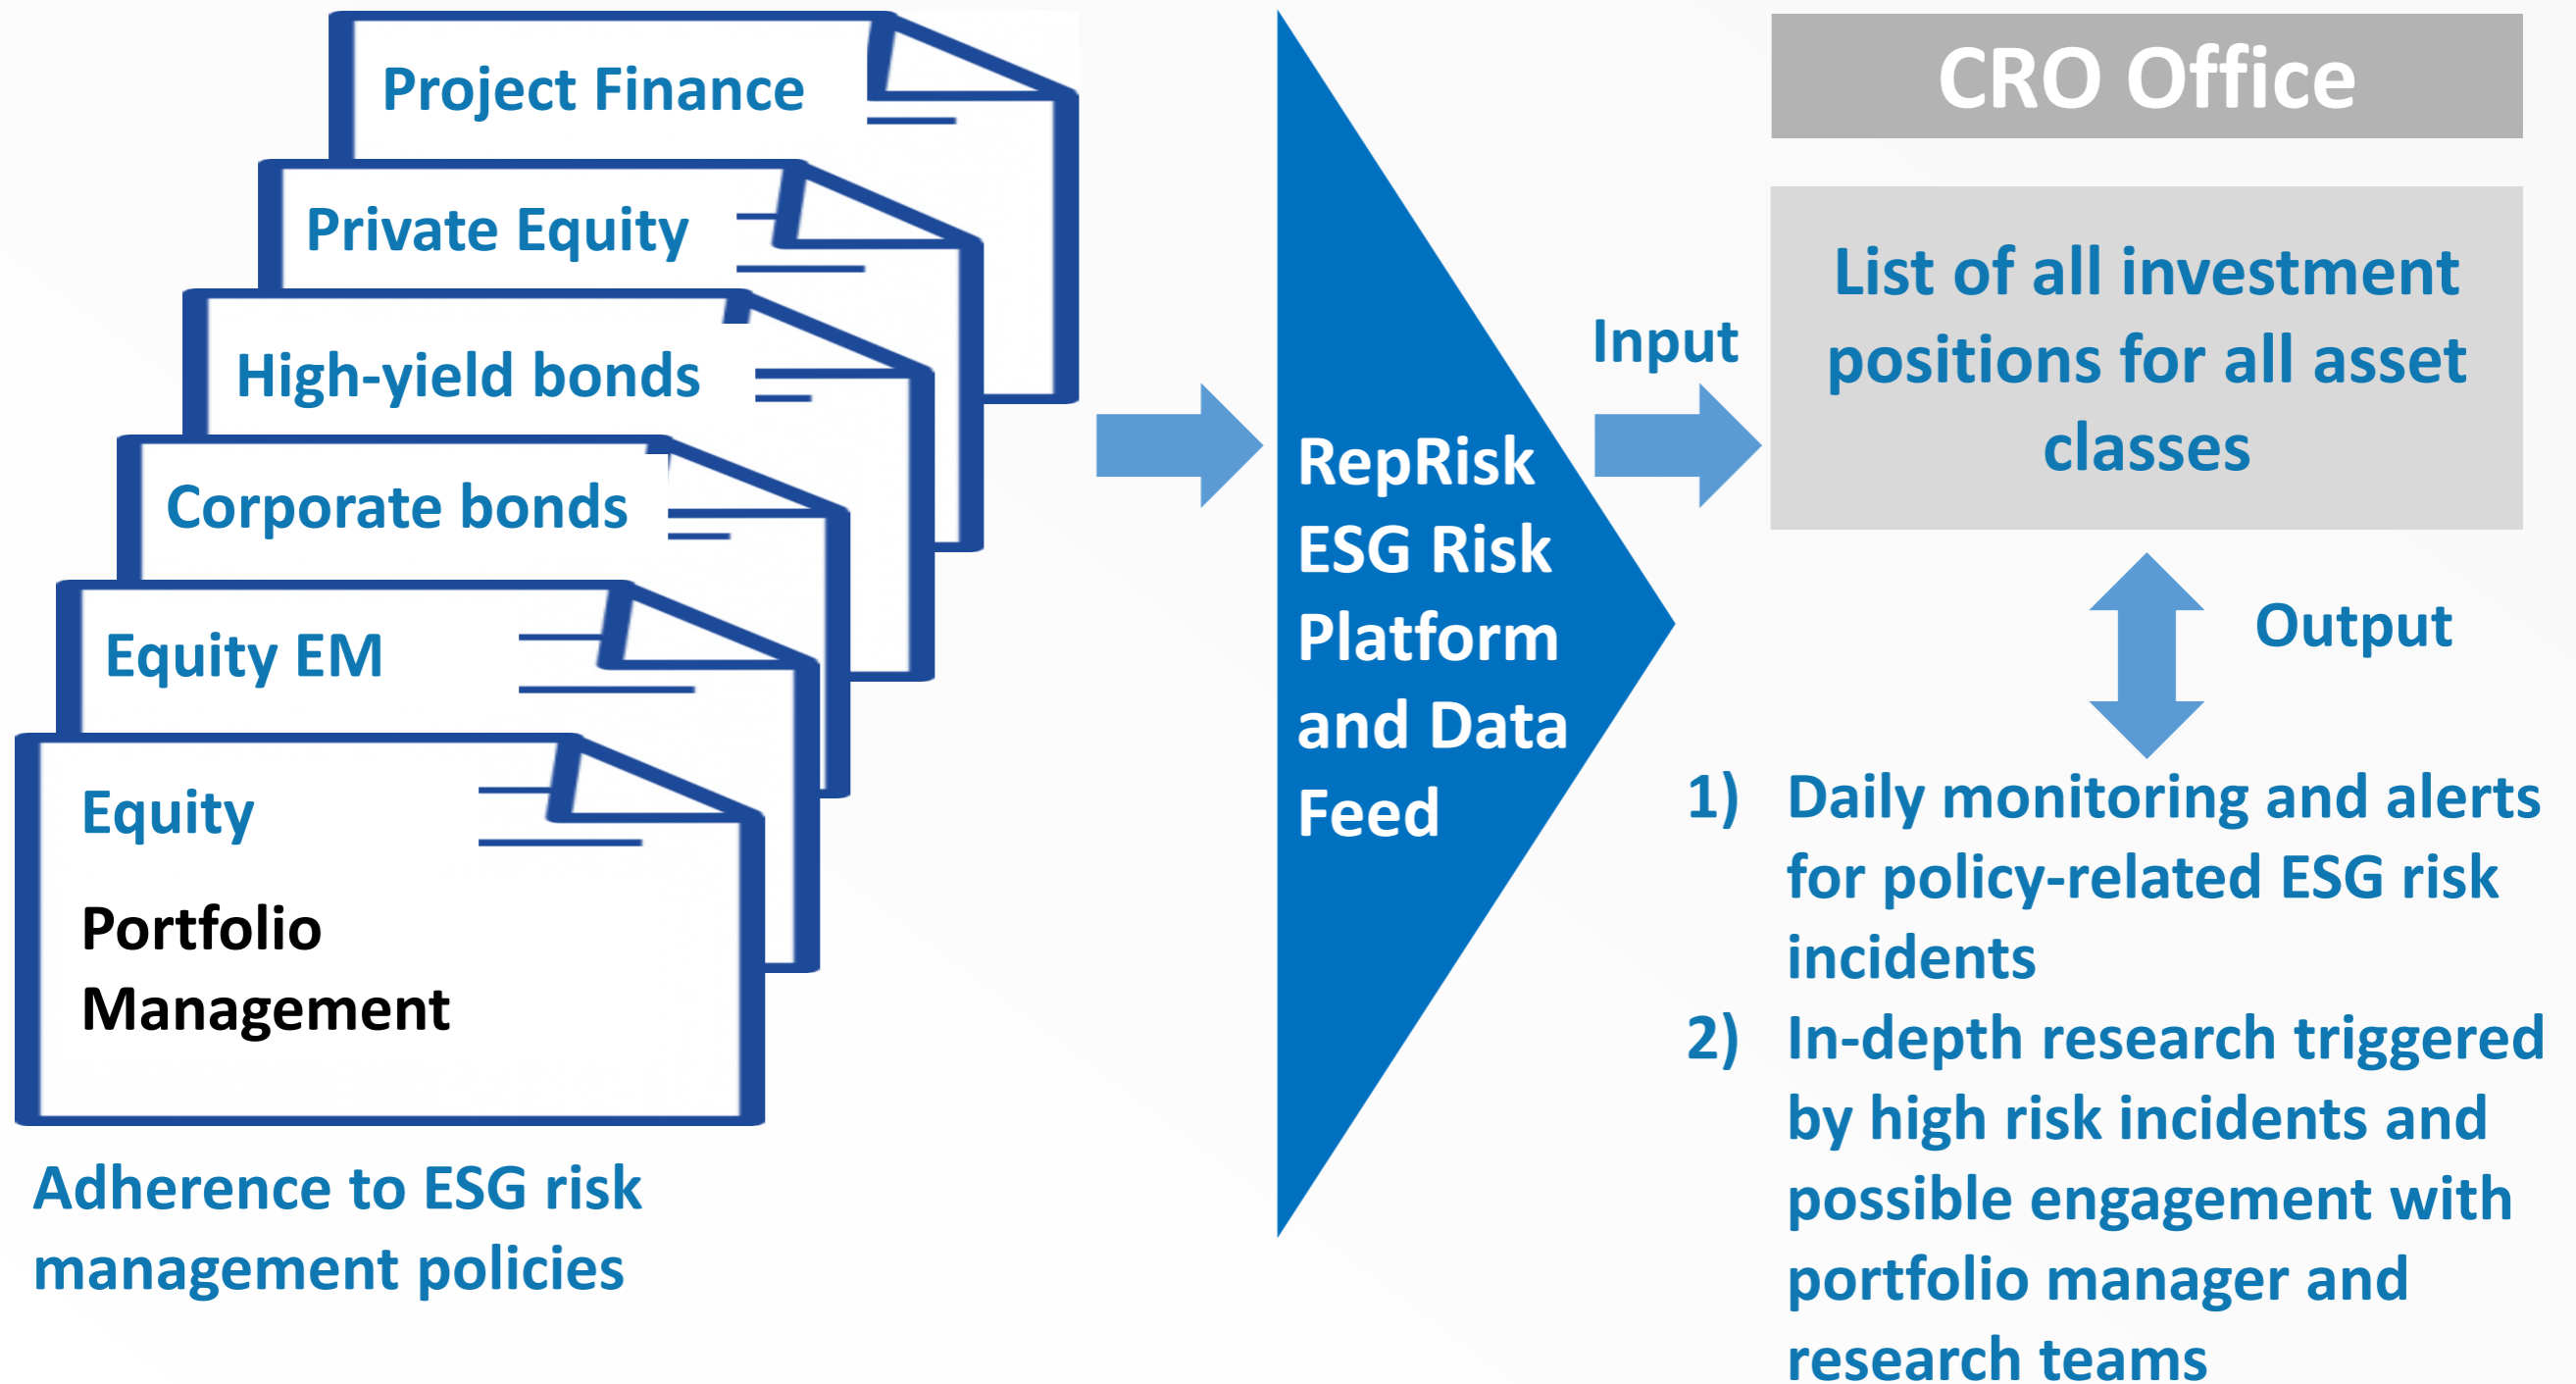 Project Finance
Private Equity
High-yield bonds
Corporate bonds
Equity EM
Equity
Portfolio
Management
Adherence to ESG risk
management policies
RepRisk
ESG Risk
Platform
and Data
Feed
Input
CRO Office
List of all investment
positions for all asset
classes
Output
1) Daily monitoring and alerts
for policy-related ESG risk
incidents
2) In-depth research triggered
by high risk incidents and
possible engagement with
portfolio manager and
research teams